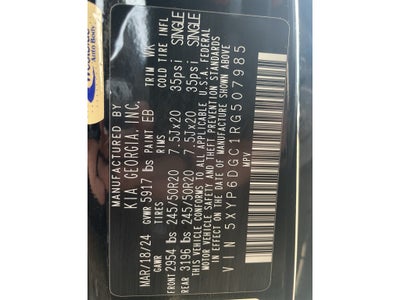 Auto Body
MANUFACTURED BY
KIA GEORGIA, INC.
MAR/18/24 GVWR 5917 lbs PAINT EB TRIM WK
GAWR TIRES RIMS COLD TIRE INFL
FRONT 2954 lbs 245/50R20 7.5Jx20 35psi SINGLE
REAR 3196 lbs 245/50R20 7.5Jx20 35psi SINGLE
THIS VEHICLE CONFORMS TO ALL APPLICABLE U.S.A. FEDERAL
MOTOR VEHICLE SAFETY AND THEFT PREVENTION
STANDARDS IN EFFECT ON THE DATE OF MANUFACTURE SHOWN
VIN 5XYP6DGC1RG507985
MPV